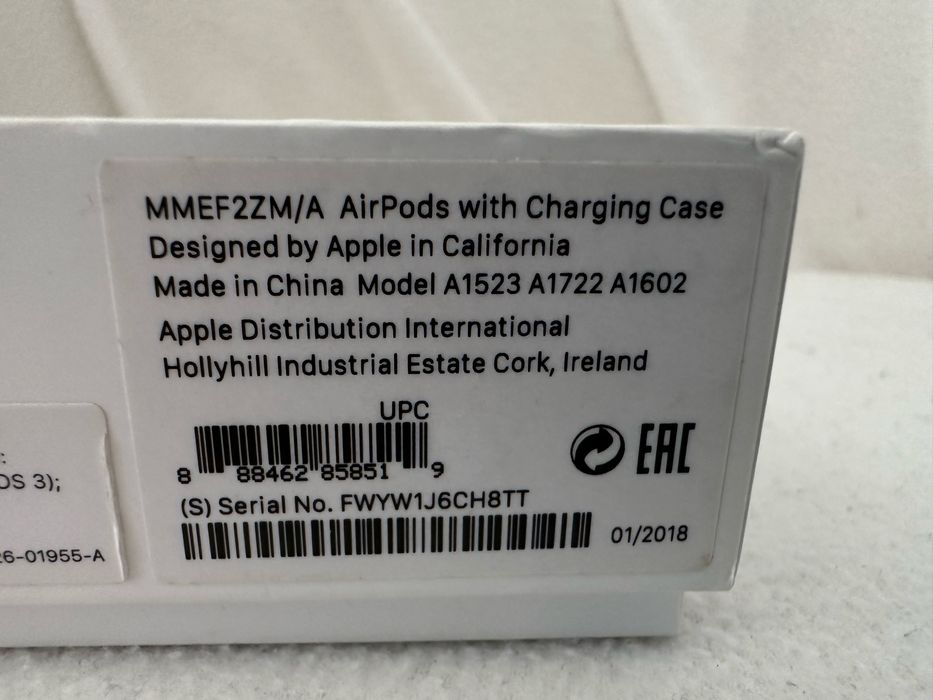 MMEF2ZM/A AirPods with Charging Case
Designed by Apple in California
Made in China Model A1523 A1722 A1602
Apple Distribution International
Hollyhill Industrial Estate Cork, Ireland
UPC
8 88462 85851 9
EAC
(S) Serial No. FWYW1J6CH8TT
01/2018
OS 3);
26-01955-A